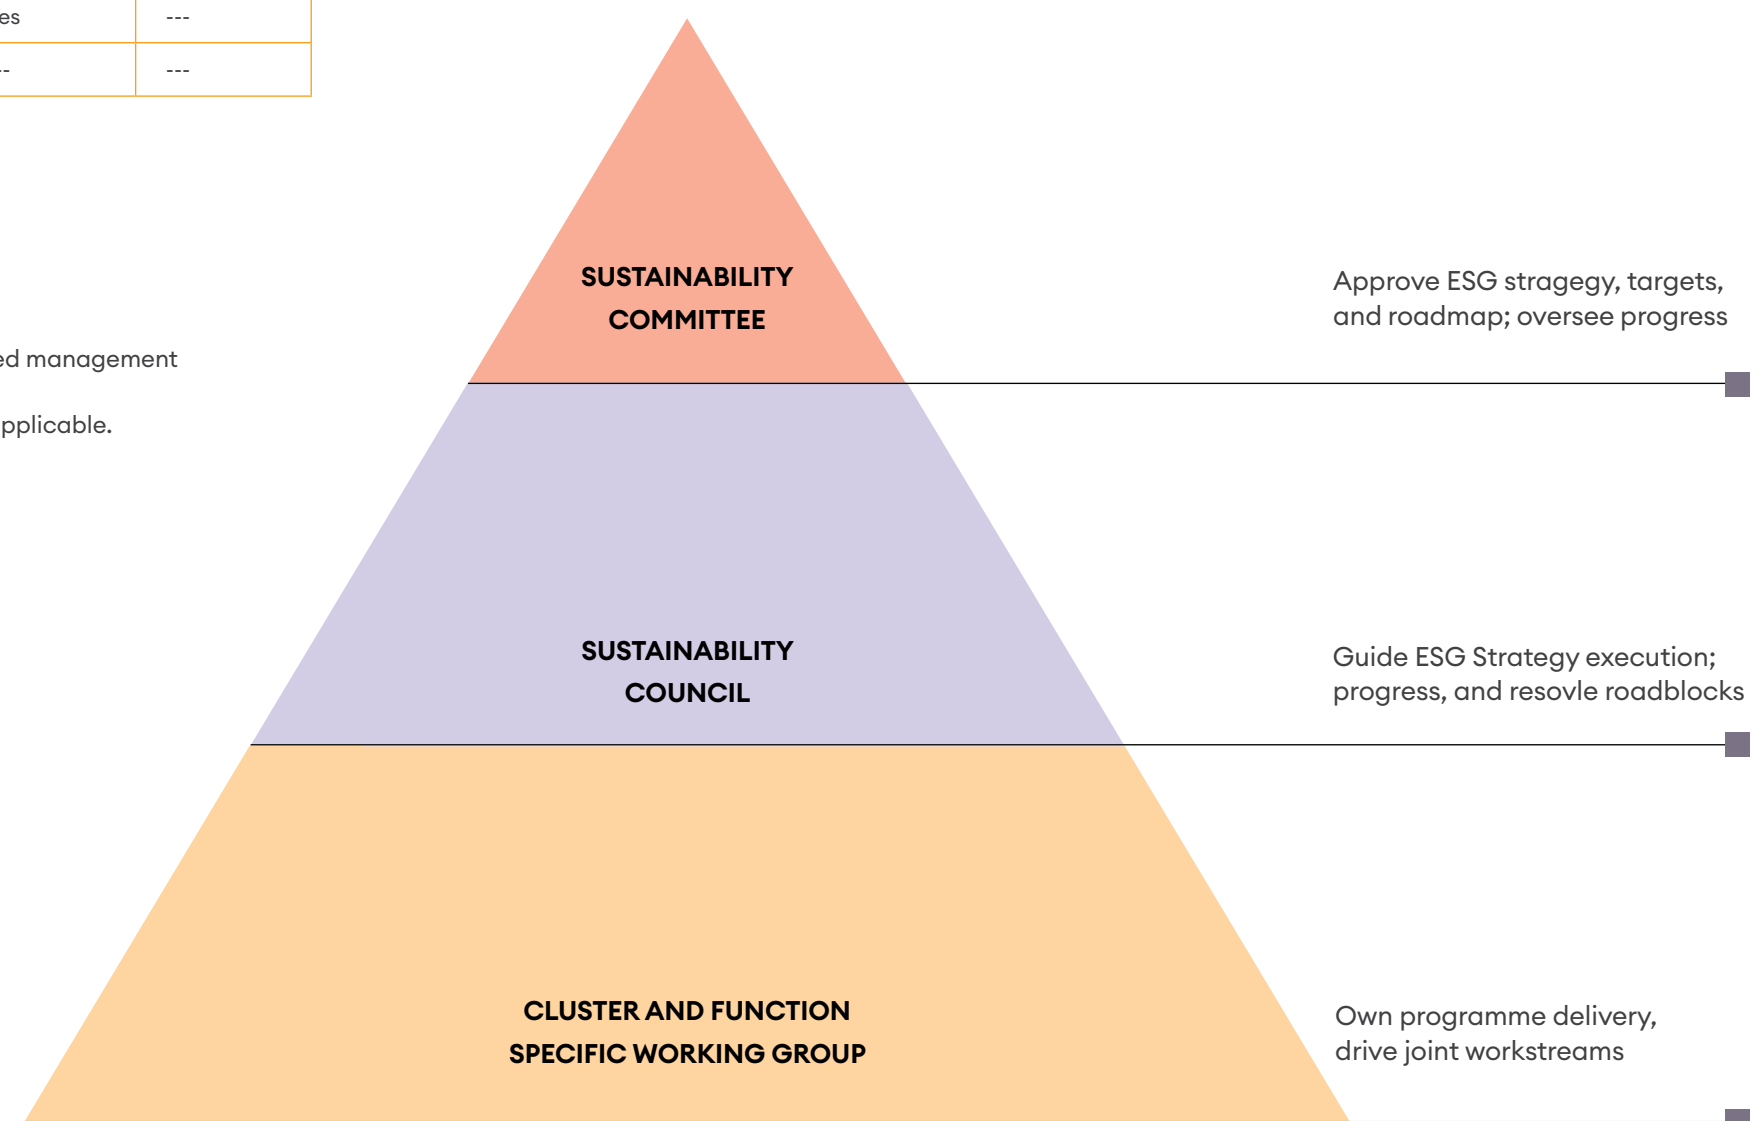 es ---
-- ---
ed management
pplicable.
SUSTAINABILITY
COMMITTEE
Approve ESG stragegy, targets,
and roadmap; oversee progress
SUSTAINABILITY
COUNCIL
Guide ESG Strategy execution;
progress, and resovle roadblocks
CLUSTER AND FUNCTION
SPECIFIC WORKING GROUP
Own programme delivery,
drive joint workstreams